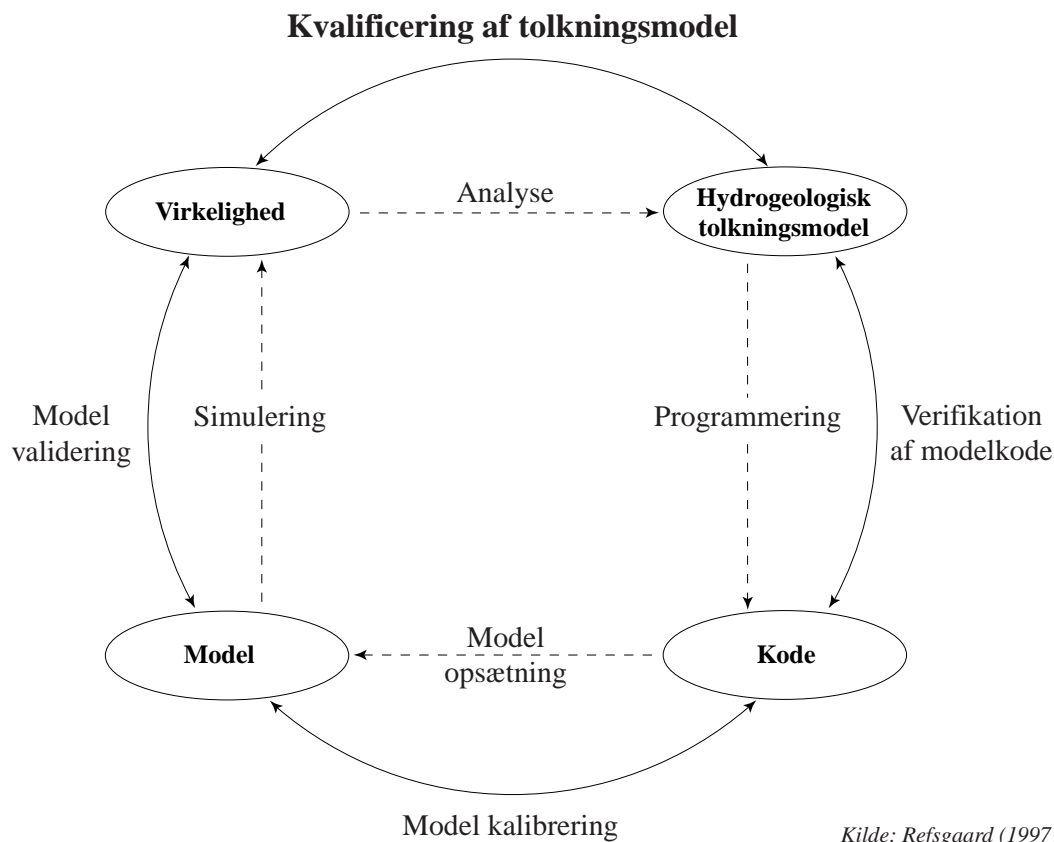 Kvalificering af tolkningsmodel
Analyse
Virkelighed
Hydrogeologisk
tolkningsmodel
Model
validering
Simulering
Programmering
Verifikation
af modelkode
Model
Model
opsætning
Kode
Model kalibrering
Kilde: Refsgaard (1997